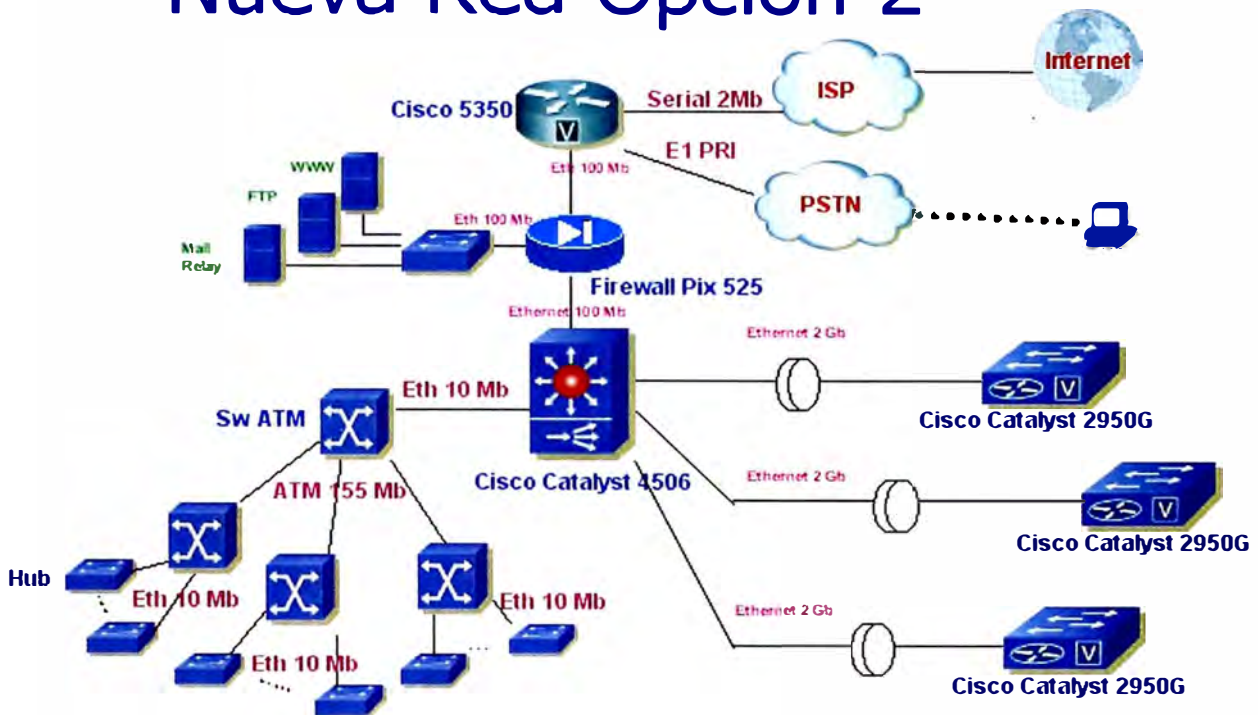 Nueva Red Opción 2
Internet
ISP
Serial 2Mb
Cisco 5350
V
E1 PRI
Eth 100 Mb
WWW
FTP
PSTN
Eth 100 Mb
Mail
Relay
Firewall Pix 525
Ethernet 100 Mb
Ethernet 2 Gb
Eth 10 Mb
V
Sw ATM
Cisco Catalyst 2950G
Cisco Catalyst 4506
Ethernet 2 Gb
ATM 155 Mb
V
Cisco Catalyst 2950G
Hub
Eth 10 Mb
Eth 10 Mb
Ethernet 2 Gb
V
Eth 10 Mb
Cisco Catalyst 2950G